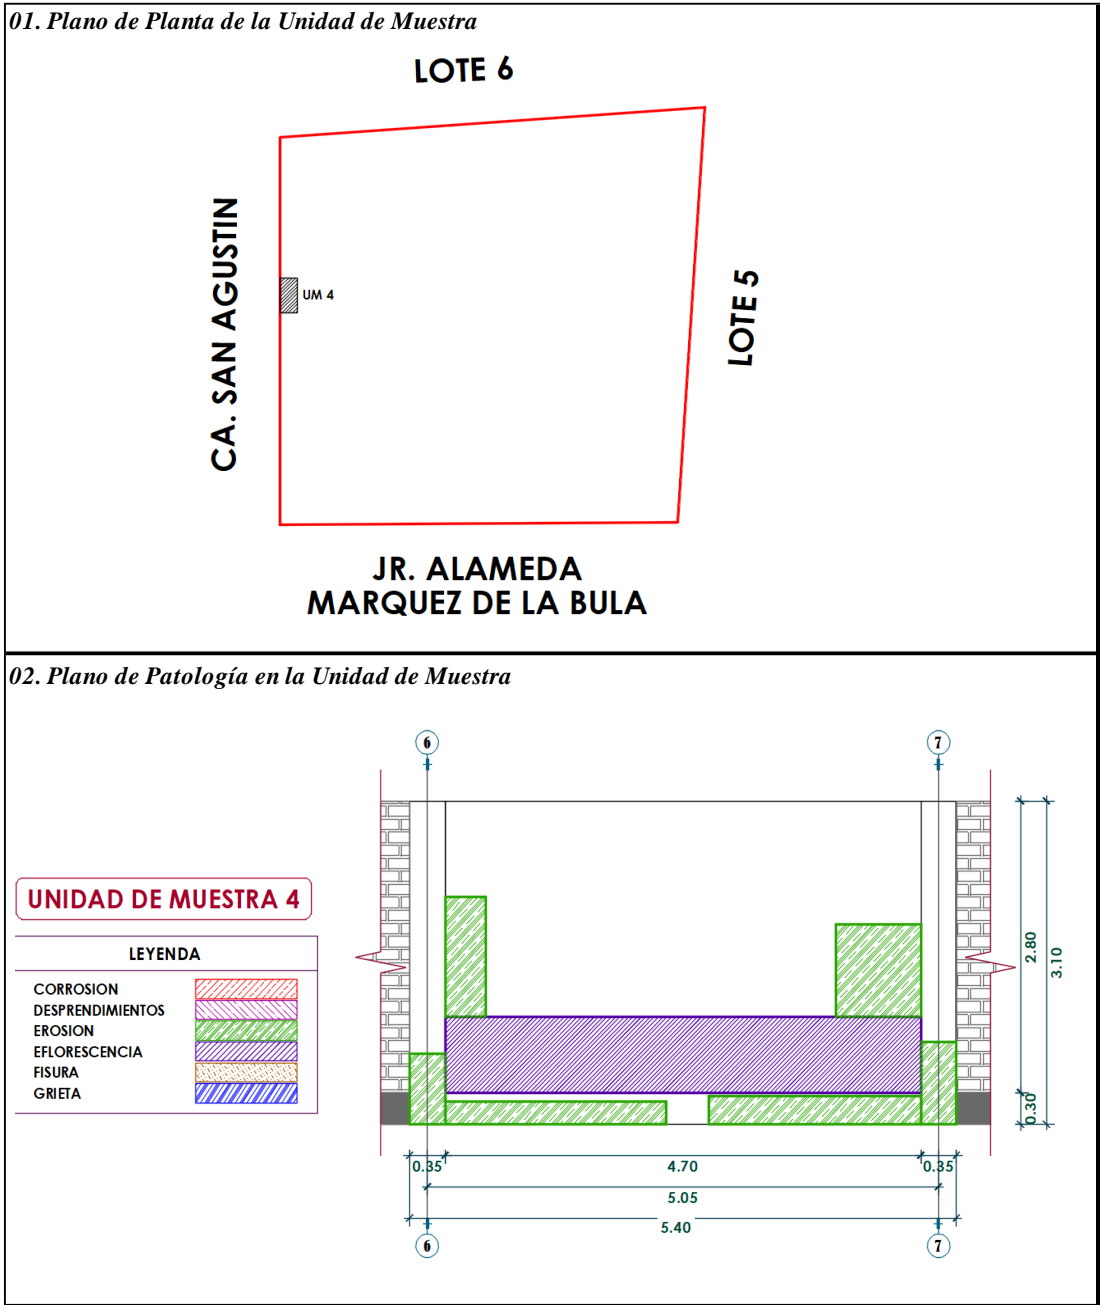 01. Plano de Planta de la Unidad de Muestra
LOTE 6
CA. SAN AGUSTIN
UM 4
LOTE 5
JR. ALAMEDA
MARQUEZ DE LA BULA
02. Plano de Patología en la Unidad de Muestra
6
7
UNIDAD DE MUESTRA 4
LEYENDA
CORROSION
DESPRENDIMIENTOS
EROSION
EFLORESCENCIA
FISURA
GRIETA
2.80
3.10
0.30
0.35
4.70
0.35
5.05
5.40
6
7